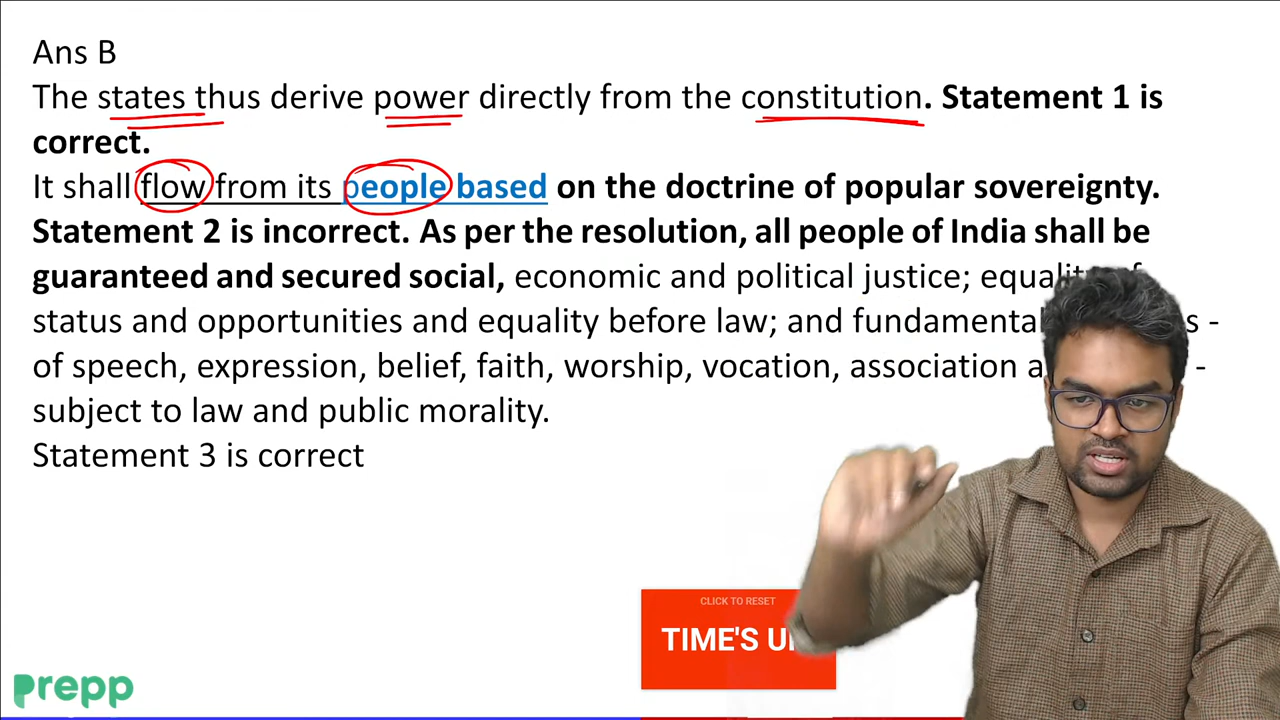 Ans B
The states thus derive power directly from the constitution. Statement 1 is
correct.
It shall flow from its people based on the doctrine of popular sovereignty.
Statement 2 is incorrect. As per the resolution, all people of India shall be
guaranteed and secured social, economic and political justice; equality of
status and opportunities and equality before law; and fundamental -
of speech, expression, belief, faith, worship, vocation, association -
subject to law and public morality.
Statement 3 is correct
CLICK TO RESET
TIME'S
prepp